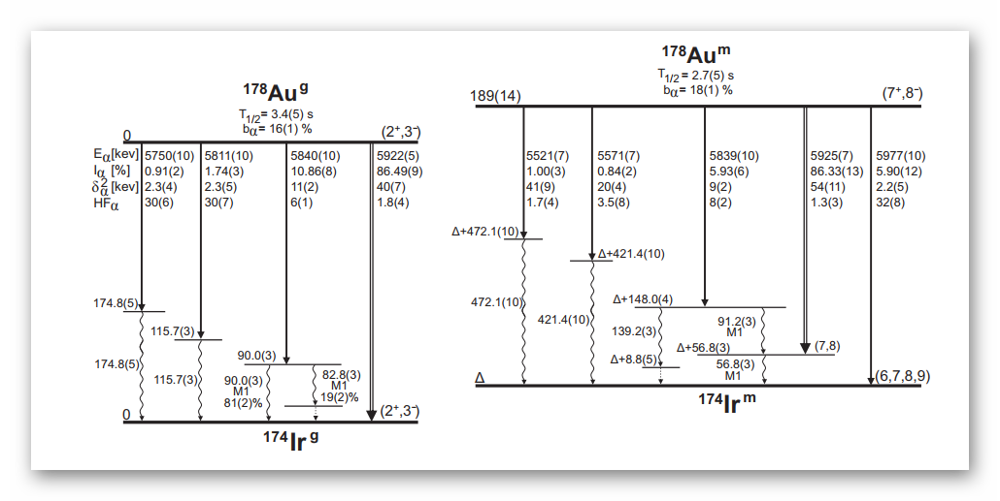 178Au g
T1/2= 3.4(5) s
bα= 16(1) %
0 (2+,3-)
Eα[kev] 5750(10) 5811(10) 5840(10) 5922(5)
Iα [%] 0.91(2) 1.74(3) 10.86(8) 86.49(9)
δ2α [kev] 2.3(4) 2.3(5) 11(2) 40(7)
HFα 30(6) 30(7) 6(1) 1.8(4)
174.8(5)
115.7(3)
90.0(3)
174.8(5) 115.7(3) 90.0(3) 82.8(3)
M1 M1
81(2)% 19(2)%
0 (2+,3-)
174Ir g
178Au m
T1/2 = 2.7(5) s
bα= 18(1) %
189(14) (7+,8-)
5521(7) 5571(7) 5839(10) 5925(7) 5977(10)
1.00(3) 0.84(2) 5.93(6) 86.33(13) 5.90(12)
41(9) 20(4) 9(2) 54(11) 2.2(5)
1.7(4) 3.5(8) 8(2) 1.3(3) 32(8)
Δ+472.1(10)
Δ+421.4(10)
Δ+148.0(4)
472.1(10) 421.4(10) 139.2(3) 91.2(3)
M1
Δ+56.8(3) (7,8)
Δ+8.8(5) 56.8(3)
M1
Δ (6,7,8,9)
174Ir m